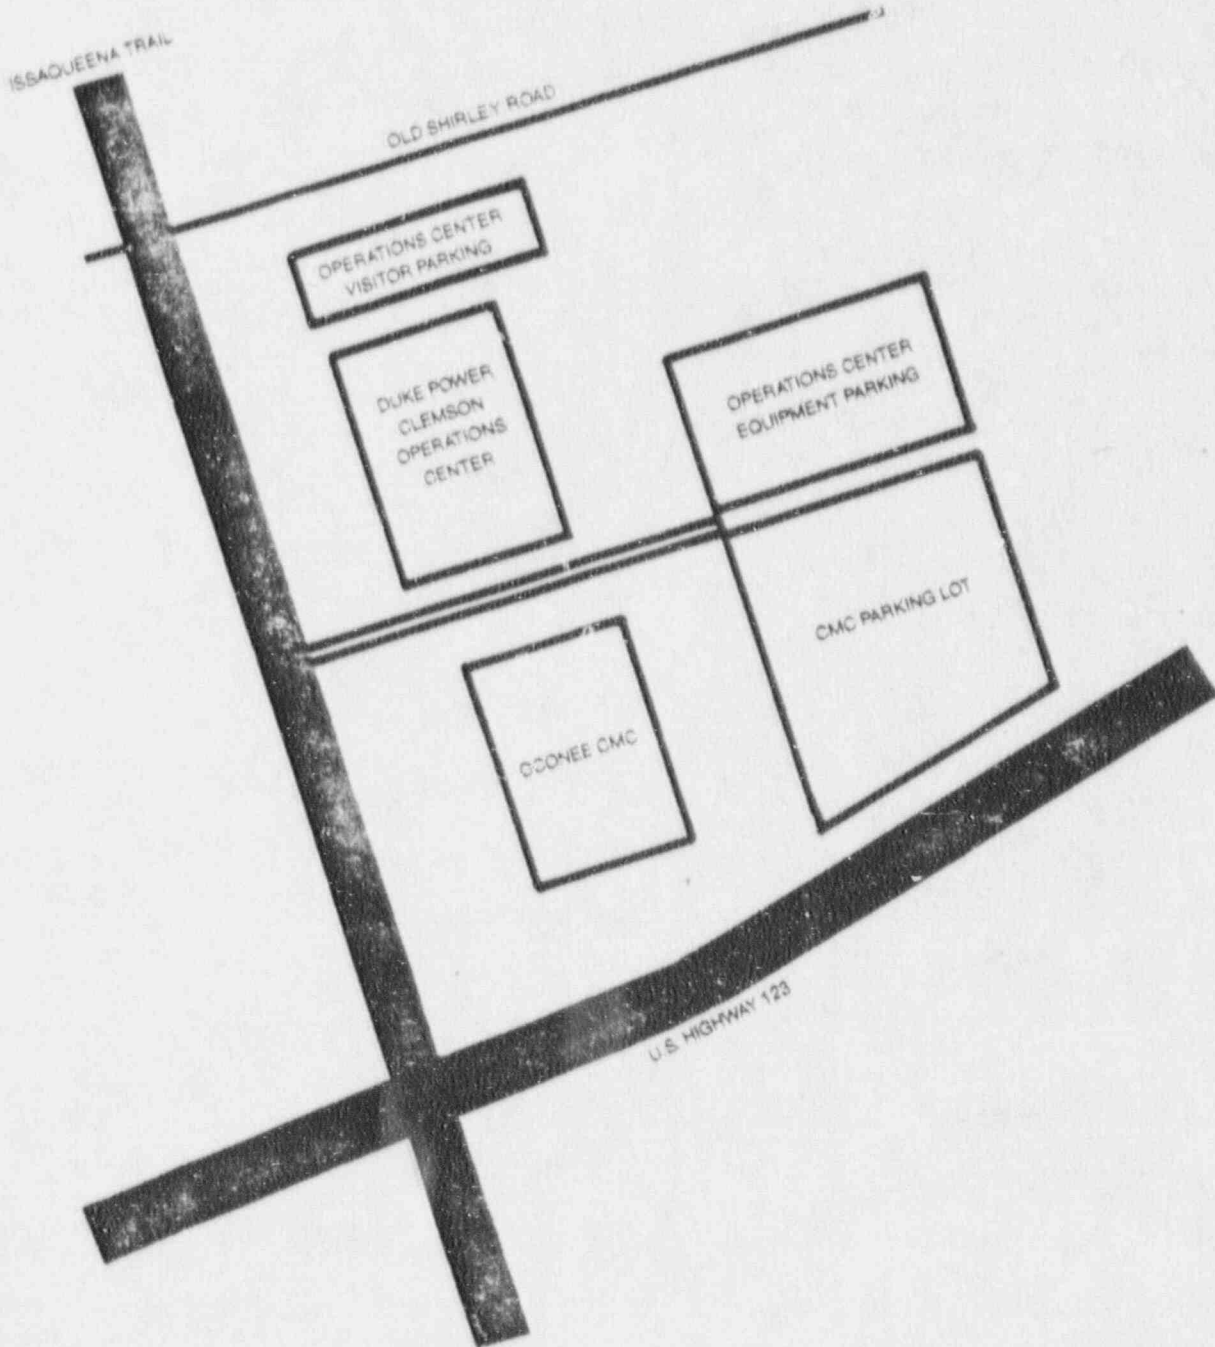 ISSAQUEENA TRAIL
OLD SHIRLEY ROAD
OPERATIONS CENTER
VISITOR PARKING
DUKE POWER
CLEMSON
OPERATIONS
CENTER
OPERATIONS CENTER
EQUIPMENT PARKING
CMC PARKING LOT
OCONEE CMC
U.S. HIGHWAY 123